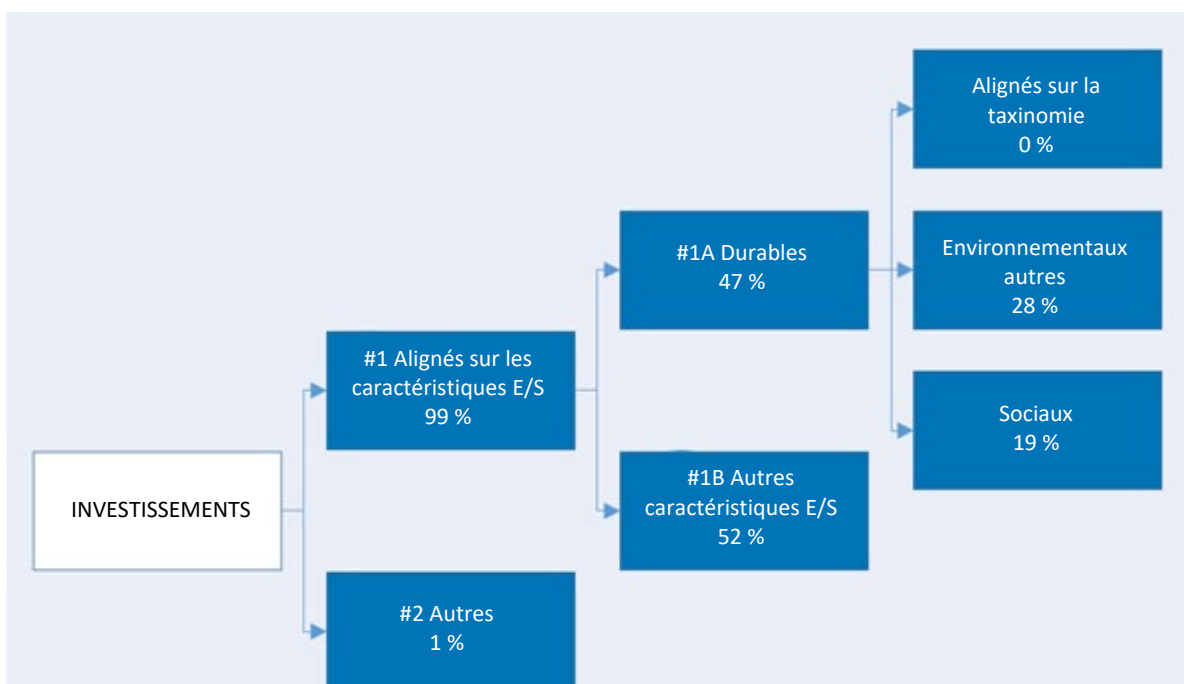 INVESTISSEMENTS
#1 Alignés sur les
caractéristiques E/S
99 %
#2 Autres
1 %
#1A Durables
47 %
#1B Autres
caractéristiques E/S
52 %
Alignés sur la
taxinomie
0 %
Environnementaux
autres
28 %
Sociaux
19 %